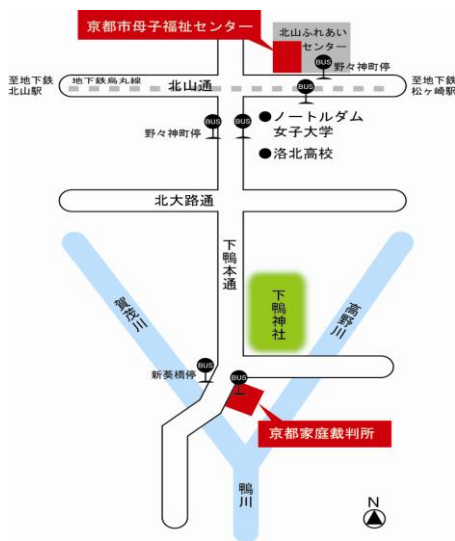 京都市母子福祉センター
北山ふれあい
センター
BUS
野々神町停
至地下鉄
北山駅
地下鉄烏丸線
北山通
BUS
至地下鉄
松ヶ崎駅
野々神町停
BUS
BUS
●ノートルダム
女子大学
●洛北高校
北大路通
下鴨本通
賀茂川
下鴨神社
高野川
新葵橋停
BUS
BUS
京都家庭裁判所
鴨川
N